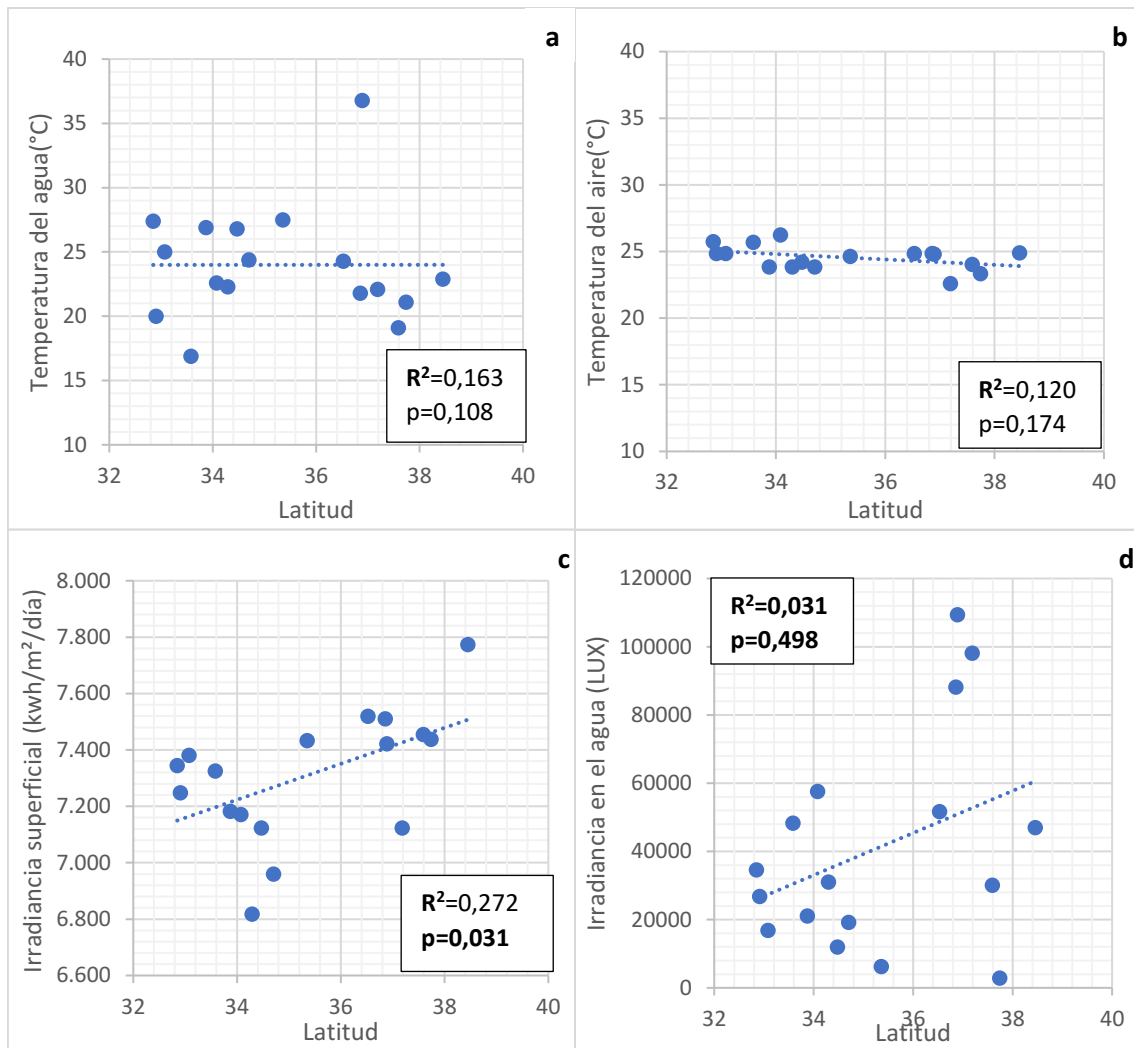 a
40
35
30
25
20
15
10
Temperatura del agua(°C)
R²=0,163
p=0,108
32 34 36 38 40
Latitud
b
40
35
30
25
20
15
10
Temperatura del aire(°C)
R²=0,120
p=0,174
32 34 36 38 40
Latitud
c
8.000
7.800
7.600
7.400
7.200
7.000
6.800
6.600
Irradiancia superficial (kwh/m²/día)
R²=0,272
p=0,031
32 34 36 38 40
Latitud
d
120000
100000
80000
60000
40000
20000
0
Irradiancia en el agua (LUX)
R²=0,031
p=0,498
32 34 36 38 40
Latitud